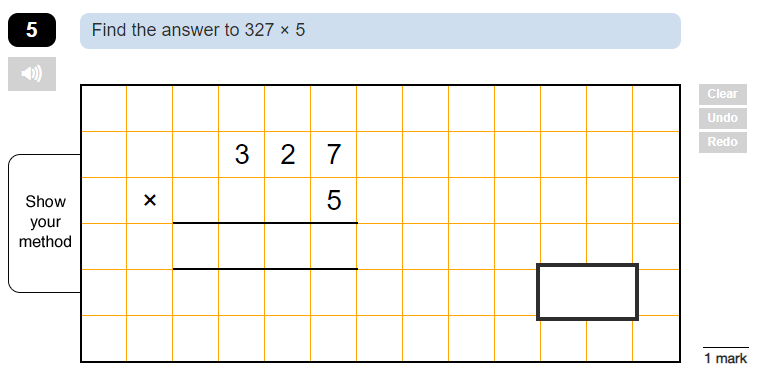 5
Find the answer to 327 × 5
Clear
Undo
Redo
3 2 7
× 5
Show
your
method
1 mark